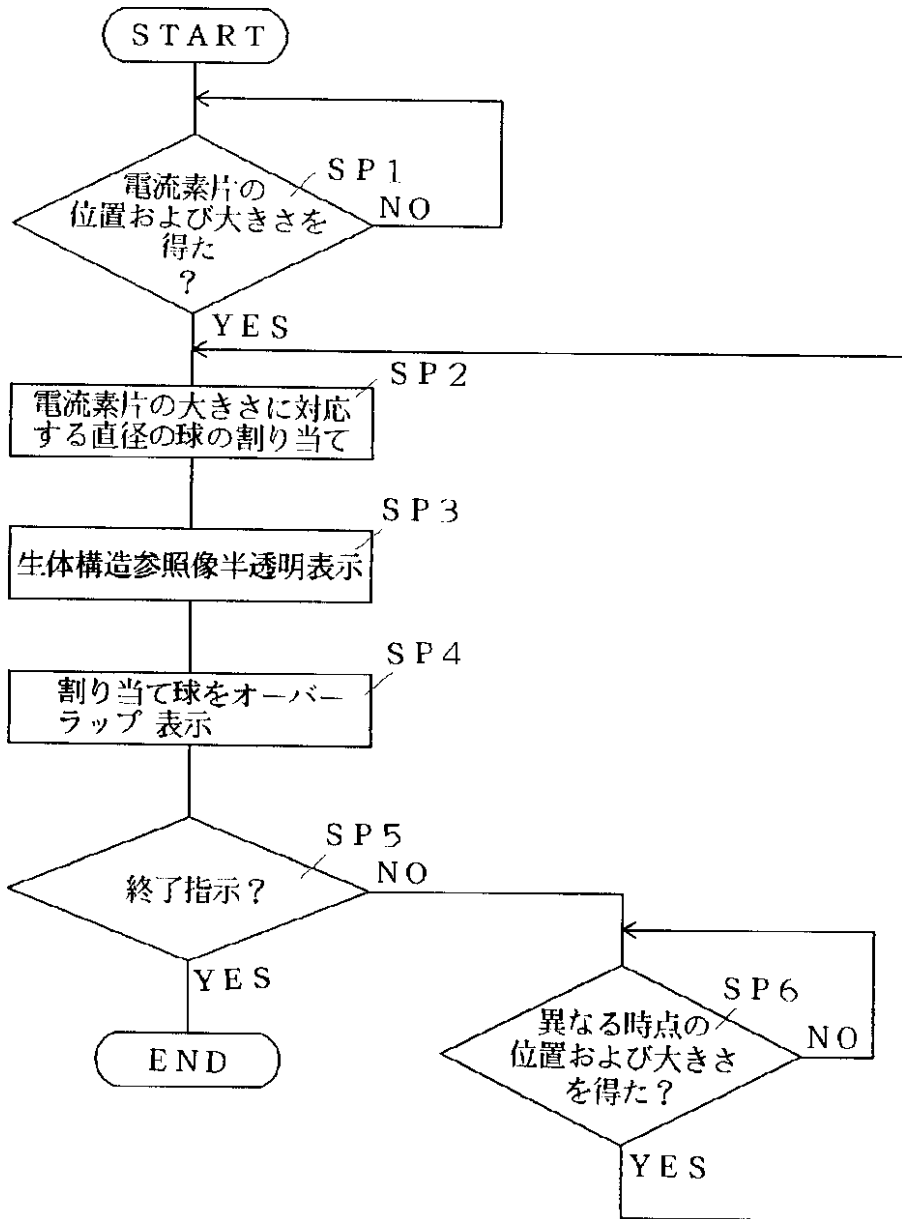 START
SP1
電流素片の
位置および大きさを
得た
?
NO
YES
SP2
電流素片の大きさに対応
する直径の球の割り当て
SP3
生体構造参照像半透明表示
SP4
割り当て球をオーバー
ラップ 表示
SP5
終了指示?
NO
YES
END
SP6
異なる時点の
位置および大きさ
を得た?
NO
YES